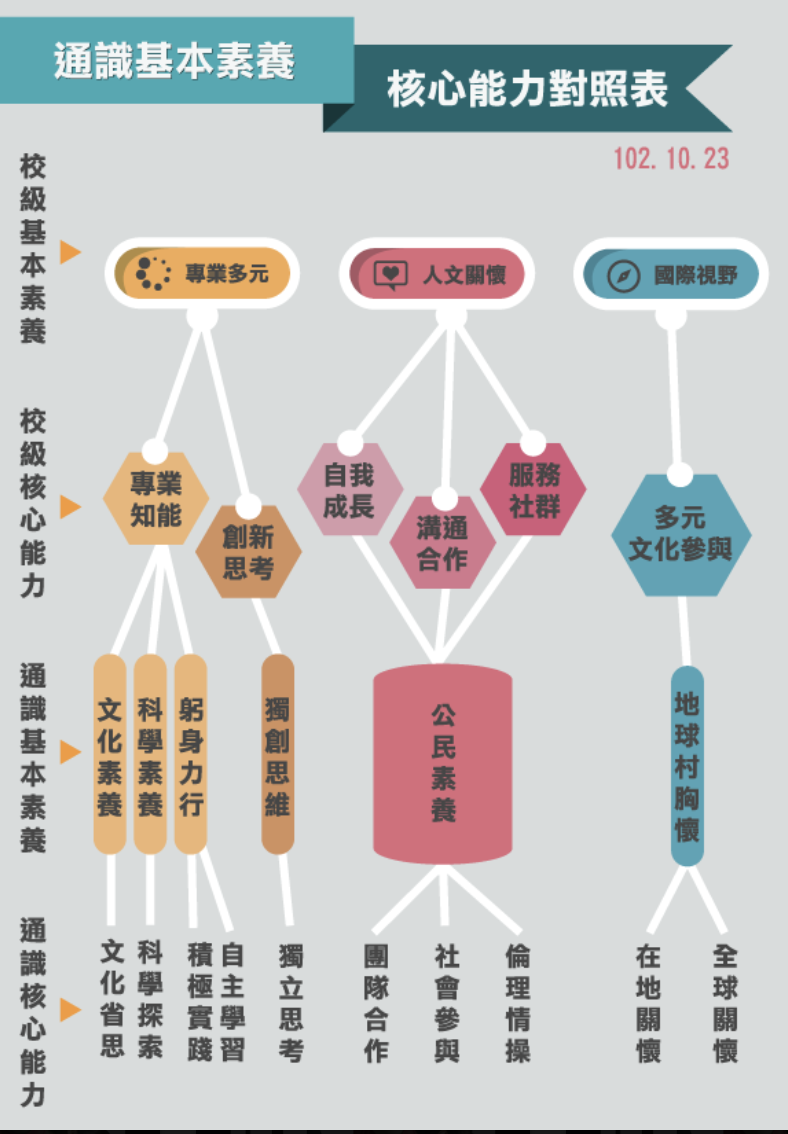 通識基本素養
核心能力對照表
102. 10. 23
校級基本素養
專業多元
人文關懷
國際視野
校級核心能力
專業
知能
創新
思考
自我
成長
溝通
合作
服務
社群
多元
文化參與
通識基本素養
文化素養
科學素養
躬身力行
獨創思維
公民素養
地球村胸懷
通識核心能力
文化省思
科學探索
積極實踐
自主學習
獨立思考
團隊合作
社會參與
倫理情操
在地關懷
全球關懷